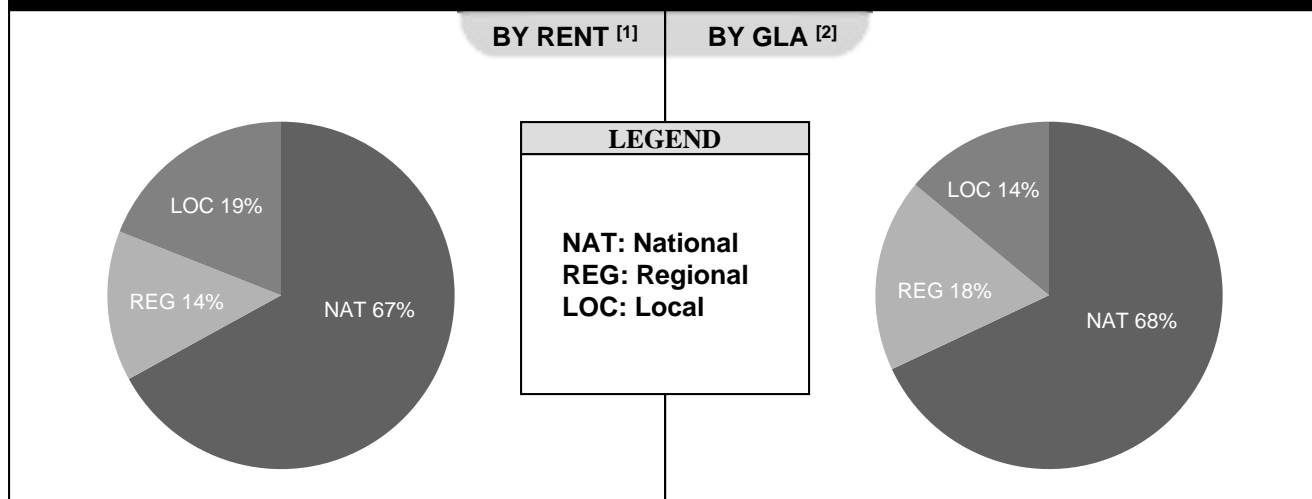 BY RENT [1]
BY GLA [2]
LOC 19%
REG 14%
NAT 67%
LEGEND
NAT: National
REG: Regional
LOC: Local
LOC 14%
REG 18%
NAT 68%